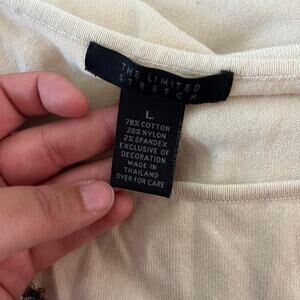 THE LIMITED
STRETCH
L
78% COTTON
20% NYLON
2% SPANDEX
EXCLUSIVE OF
DECORATION
MADE IN
THAILAND
OVER FOR CARE